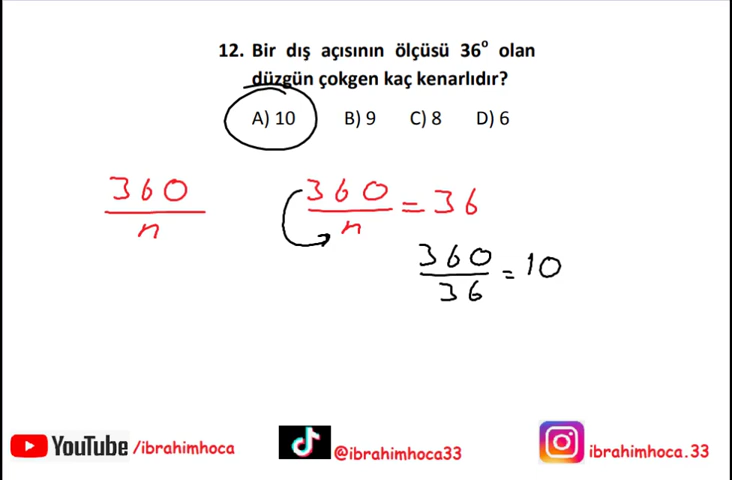 12. Bir dış açısının ölçüsü 36° olan
düzgün çokgen kaç kenarlıdır?
A) 10 B) 9 C) 8 D) 6
360
n
360
n
= 36
360
36
= 10
YouTube /ibrahimhoca
@ibrahimhoca33
ibrahimhoca.33